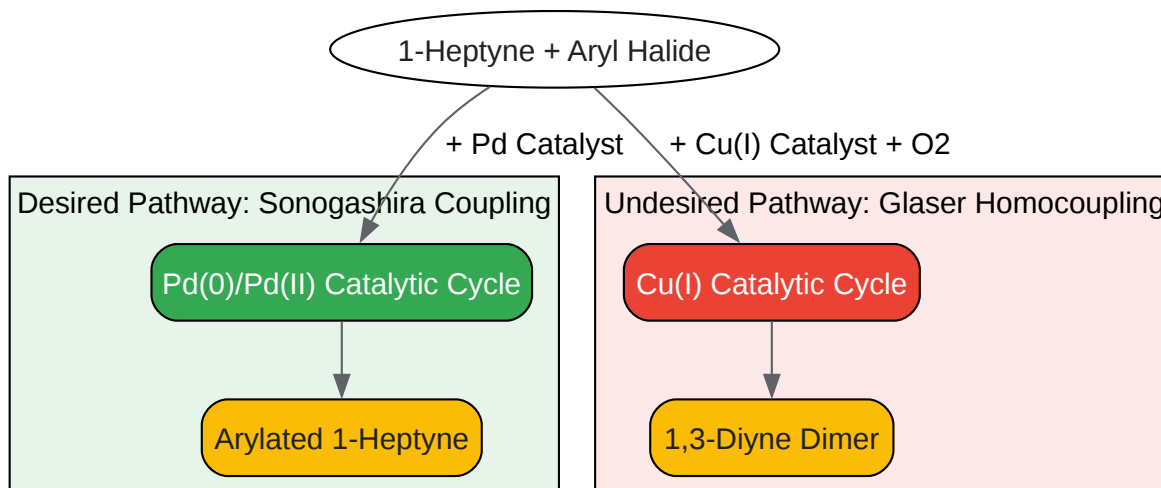 1-Heptyne + Aryl Halide
+ Pd Catalyst
+ Cu(I) Catalyst + O2
Desired Pathway: Sonogashira Coupling
Undesired Pathway: Glaser Homocoupling
Pd(0)/Pd(II) Catalytic Cycle
Cu(I) Catalytic Cycle
Arylated 1-Heptyne
1,3-Diyne Dimer